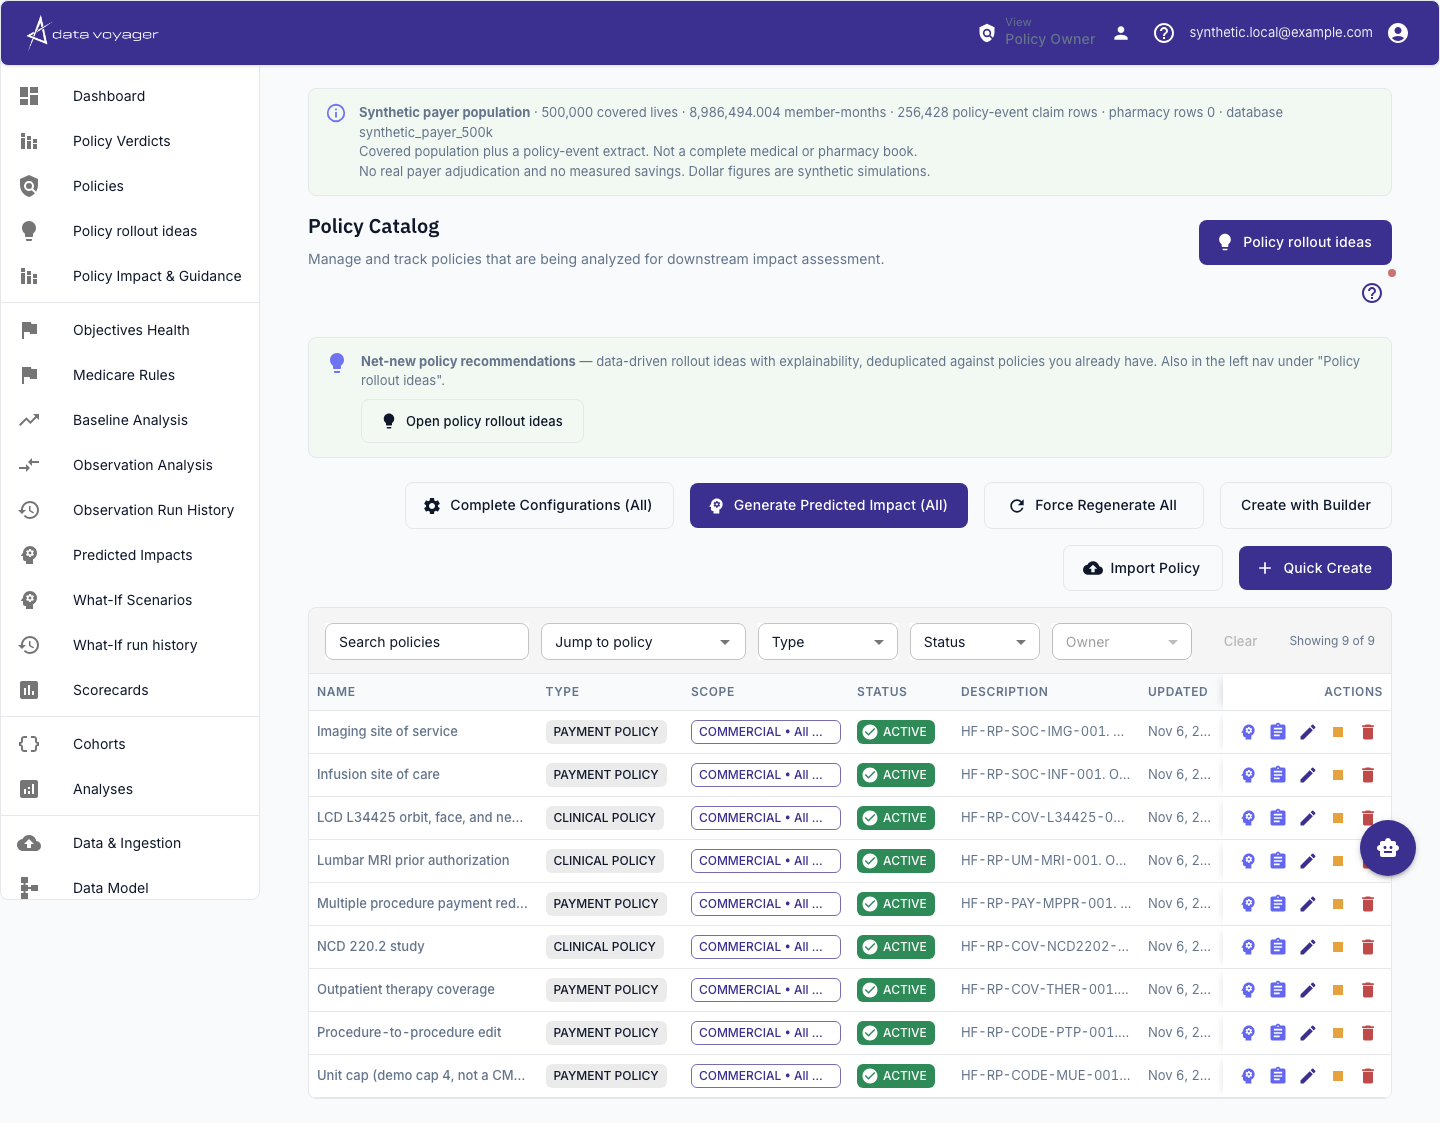 data voyager
View
Policy Owner
synthetic.local@example.com
Dashboard
Policy Verdicts
Policies
Policy rollout ideas
Policy Impact & Guidance
Objectives Health
Medicare Rules
Baseline Analysis
Observation Analysis
Observation Run History
Predicted Impacts
What-If Scenarios
What-If run history
Scorecards
Cohorts
Analyses
Data & Ingestion
Data Model
Synthetic payer population · 500,000 covered lives · 8,986,494.004 member-months · 256,428 policy-event claim rows · pharmacy rows 0 · database
synthetic_payer_500k
Covered population plus a policy-event extract. Not a complete medical or pharmacy book.
No real payer adjudication and no measured savings. Dollar figures are synthetic simulations.
Policy Catalog
Manage and track policies that are being analyzed for downstream impact assessment.
Policy rollout ideas
Net-new policy recommendations — data-driven rollout ideas with explainability, deduplicated against policies you already have. Also in the left nav under "Policy
rollout ideas".
Open policy rollout ideas
Complete Configurations (All)
Generate Predicted Impact (All)
Force Regenerate All
Create with Builder
Import Policy
Quick Create
Search policies
Jump to policy
Type
Status
Owner
Clear
Showing 9 of 9
NAME TYPE SCOPE STATUS DESCRIPTION UPDATED ACTIONS
Imaging site of service PAYMENT POLICY COMMERCIAL • All ... ACTIVE HF-RP-SOC-IMG-001. ... Nov 6, 2...
Infusion site of care PAYMENT POLICY COMMERCIAL • All ... ACTIVE HF-RP-SOC-INF-001. O... Nov 6, 2...
LCD L34425 orbit, face, and ne... CLINICAL POLICY COMMERCIAL • All ... ACTIVE HF-RP-COV-L34425-0... Nov 6, 2...
Lumbar MRI prior authorization CLINICAL POLICY COMMERCIAL • All ... ACTIVE HF-RP-UM-MRI-001. O... Nov 6, 2...
Multiple procedure payment red... PAYMENT POLICY COMMERCIAL • All ... ACTIVE HF-RP-PAY-MPPR-001. ... Nov 6, 2...
NCD 220.2 study CLINICAL POLICY COMMERCIAL • All ... ACTIVE HF-RP-COV-NCD2202-... Nov 6, 2...
Outpatient therapy coverage PAYMENT POLICY COMMERCIAL • All ... ACTIVE HF-RP-COV-THER-001.... Nov 6, 2...
Procedure-to-procedure edit PAYMENT POLICY COMMERCIAL • All ... ACTIVE HF-RP-CODE-PTP-001.... Nov 6, 2...
Unit cap (demo cap 4, not a CM... PAYMENT POLICY COMMERCIAL • All ... ACTIVE HF-RP-CODE-MUE-001... Nov 6, 2...